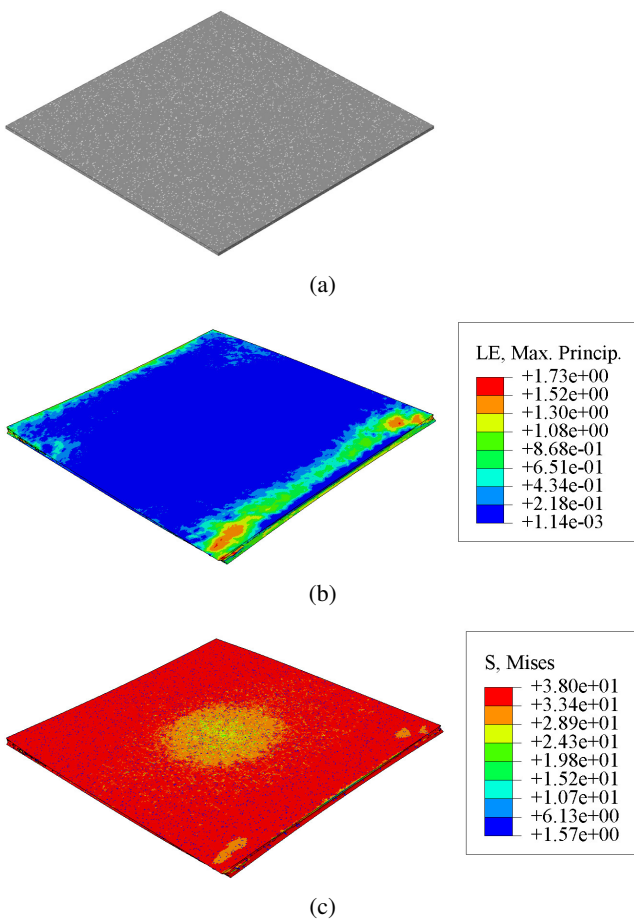 (a)
LE, Max. Princip.
+1.73e+00
+1.52e+00
+1.30e+00
+1.08e+00
+8.68e-01
+6.51e-01
+4.34e-01
+2.18e-01
+1.14e-03
(b)
S, Mises
+3.80e+01
+3.34e+01
+2.89e+01
+2.43e+01
+1.98e+01
+1.52e+01
+1.07e+01
+6.13e+00
+1.57e+00
(c)